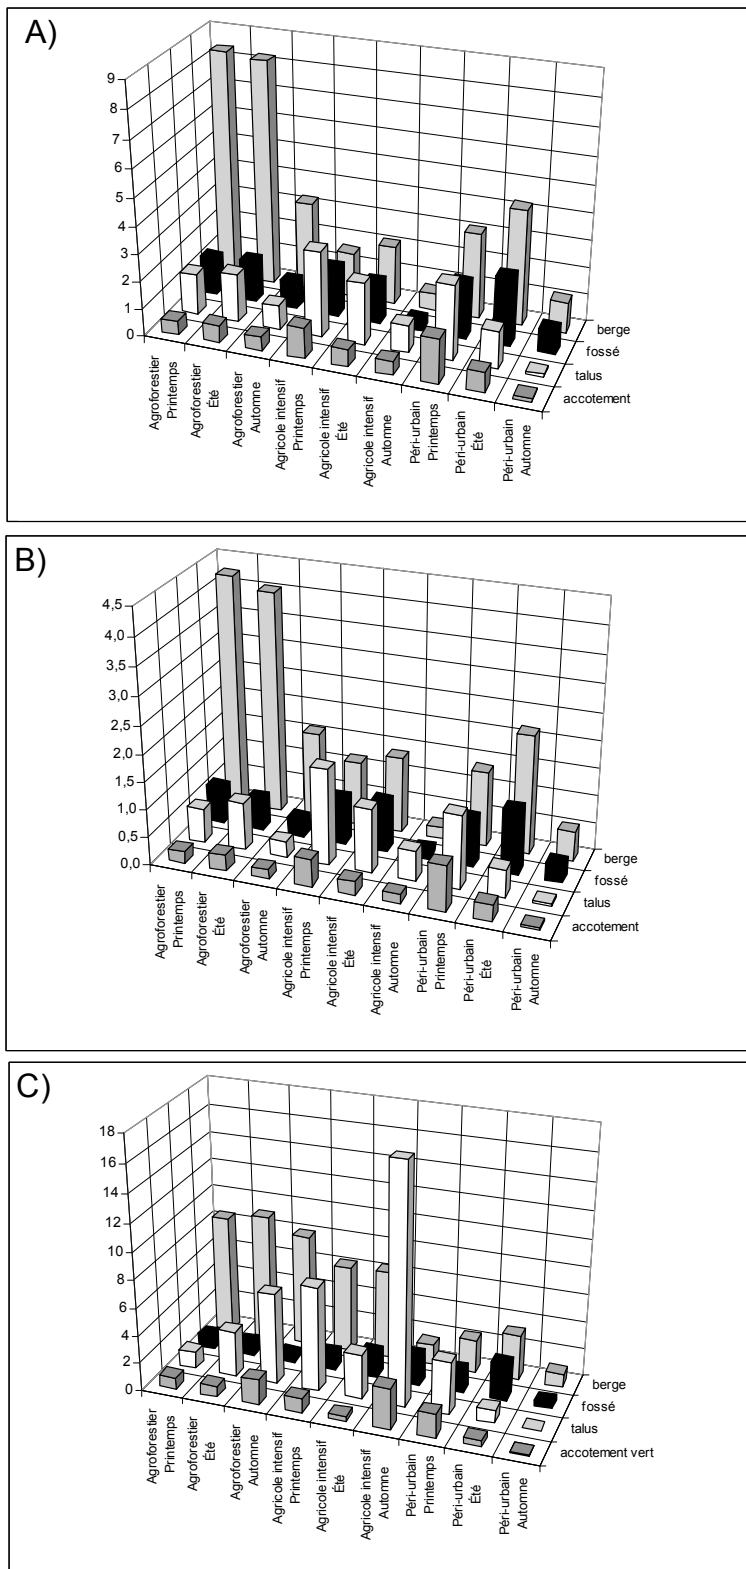 A)
9
8
7
6
5
4
3
2
1
0
berge
fossé
talus
accotement
Agroforestier
Printemps
Agroforestier
Été
Agroforestier
Automne
Agricole intensif
Printemps
Agricole intensif
Été
Agricole intensif
Automne
Péri-urbain
Printemps
Péri-urbain
Été
Péri-urbain
Automne
B)
4,5
4,0
3,5
3,0
2,5
2,0
1,5
1,0
0,5
0,0
berge
fossé
talus
accotement
Agroforestier
Printemps
Agroforestier
Été
Agroforestier
Automne
Agricole intensif
Printemps
Agricole intensif
Été
Agricole intensif
Automne
Péri-urbain
Printemps
Péri-urbain
Été
Péri-urbain
Automne
C)
18
16
14
12
10
8
6
4
2
0
berge
fossé
talus
accotement vert
Agroforestier
Printemps
Agroforestier
Été
Agroforestier
Automne
Agricole intensif
Printemps
Agricole intensif
Été
Agricole intensif
Automne
Péri-urbain
Printemps
Péri-urbain
Été
Péri-urbain
Automne